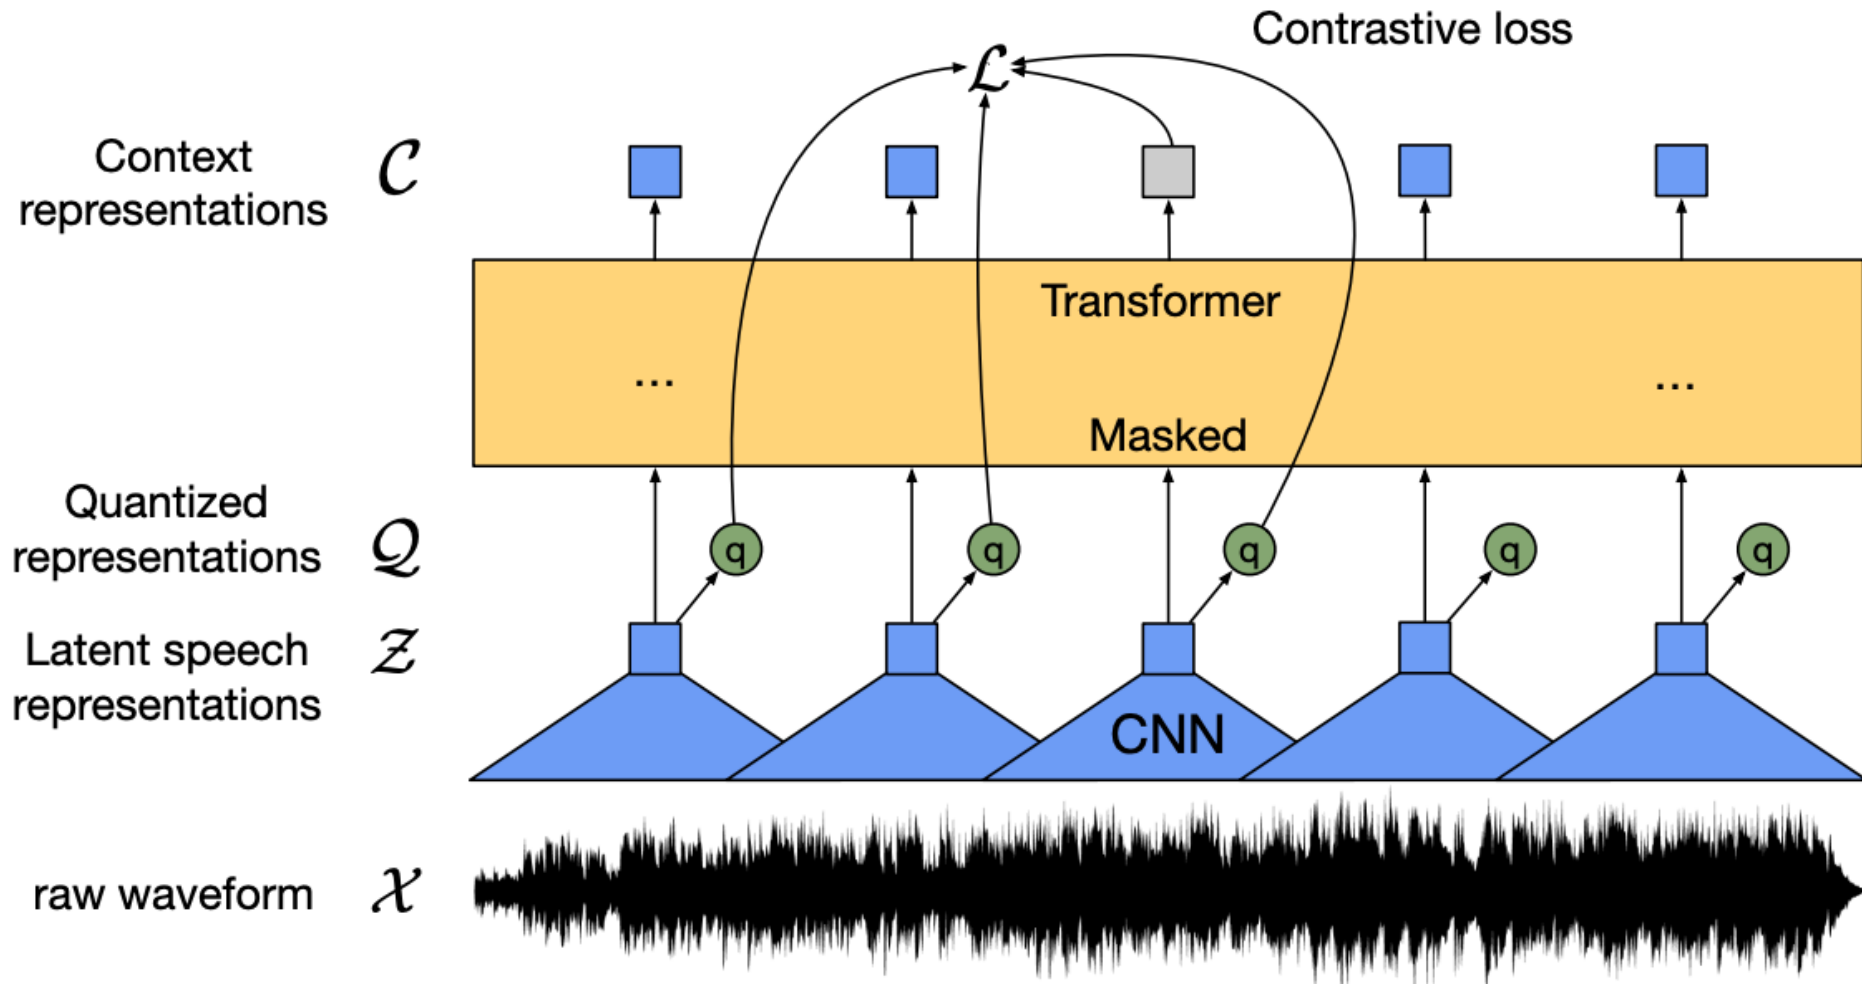 Contrastive loss
ℒ
Context
representations
𝒞
Transformer
...
...
Masked
Quantized
representations
𝒬
q
q
q
q
q
Latent speech
representations
𝒵
CNN
raw waveform
𝒳